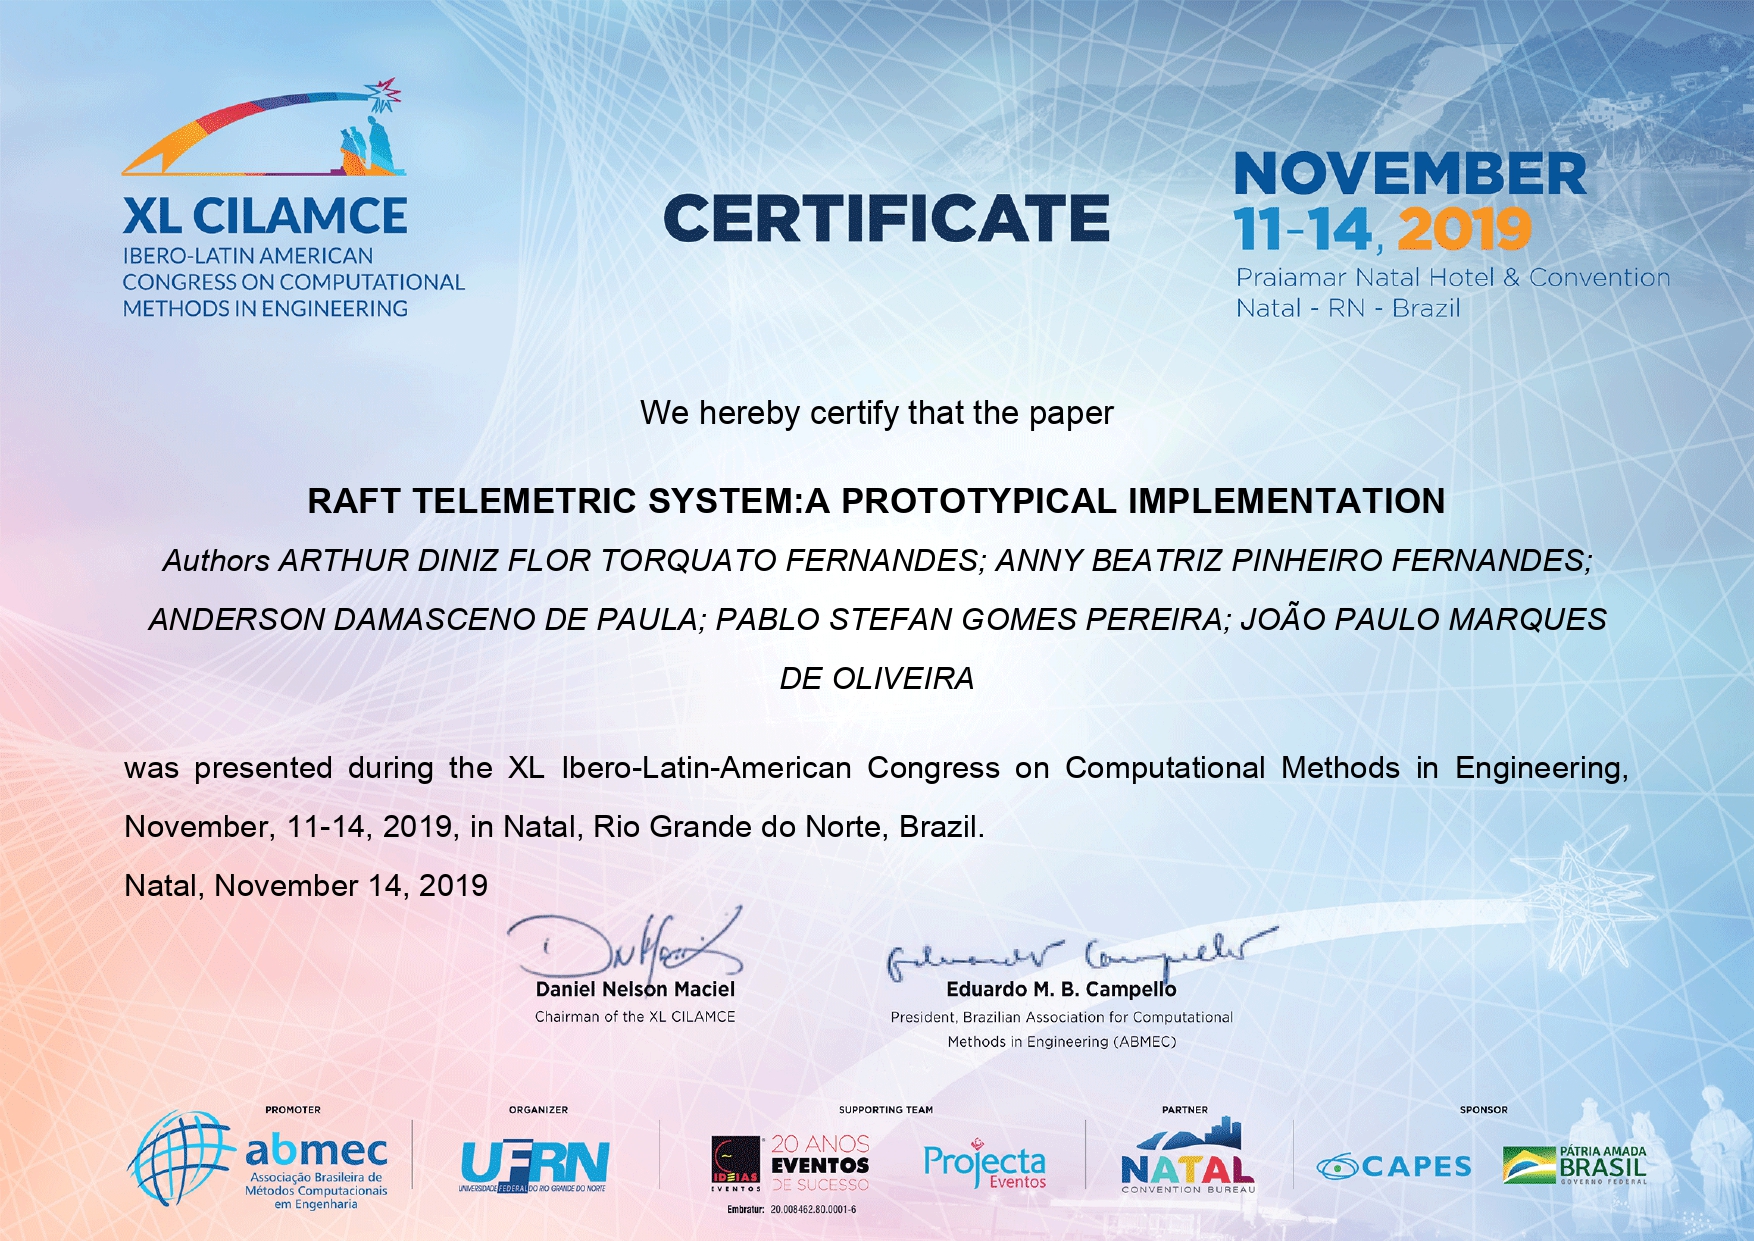 XL CILAMCE
IBERO-LATIN AMERICAN
CONGRESS ON COMPUTATIONAL
METHODS IN ENGINEERING
CERTIFICATE
NOVEMBER
11-14, 2019
Praiamar Natal Hotel & Convention
Natal - RN - Brazil
We hereby certify that the paper
RAFT TELEMETRIC SYSTEM:A PROTOTYPICAL IMPLEMENTATION
Authors ARTHUR DINIZ FLOR TORQUATO FERNANDES; ANNY BEATRIZ PINHEIRO FERNANDES;
ANDERSON DAMASCENO DE PAULA; PABLO STEFAN GOMES PEREIRA; JOÃO PAULO MARQUES
DE OLIVEIRA
was presented during the XL Ibero-Latin-American Congress on Computational Methods in Engineering,
November, 11-14, 2019, in Natal, Rio Grande do Norte, Brazil.
Natal, November 14, 2019
Eduardo Campello
Daniel Nelson Maciel
Chairman of the XL CILAMCE
Eduardo M. B. Campello
President, Brazilian Association for Computational
Methods in Engineering (ABMEC)
PROMOTER
abmec
Associação Brasileira de
Métodos Computacionais
em Engenharia
ORGANIZER
UFRN
UNIVERSIDADE FEDERAL DO RIO GRANDE DO NORTE
SUPPORTING TEAM
IDEIAS
EVENTOS
20 ANOS
EVENTOS
DE SUCESSO
Embratur: 20.008462.80.0001-6
Projecta
Eventos
PARTNER
NATAL
CONVENTION BUREAU
SPONSOR
CAPES
PÁTRIA AMADA
BRASIL
GOVERNO FEDERAL